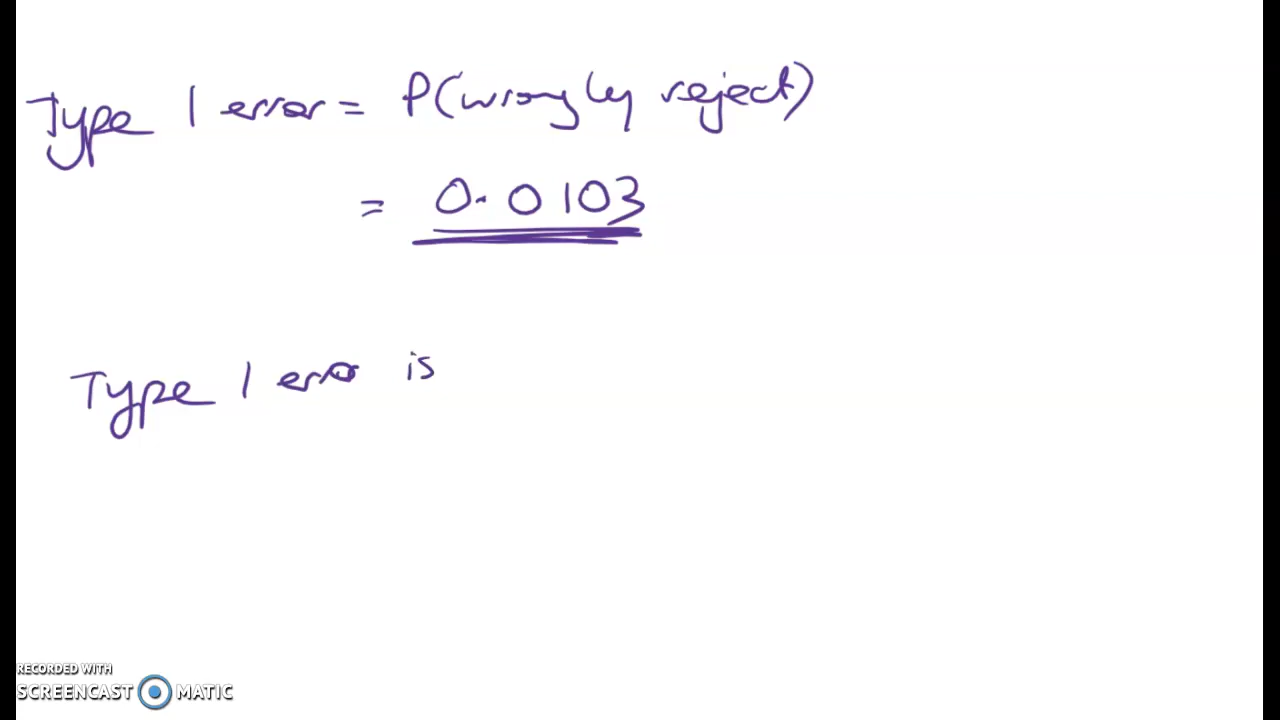 Type 1 error = P(wrongly reject)
= 0.0103
Type 1 error is
RECORDED WITH
SCREENCAST MATIC